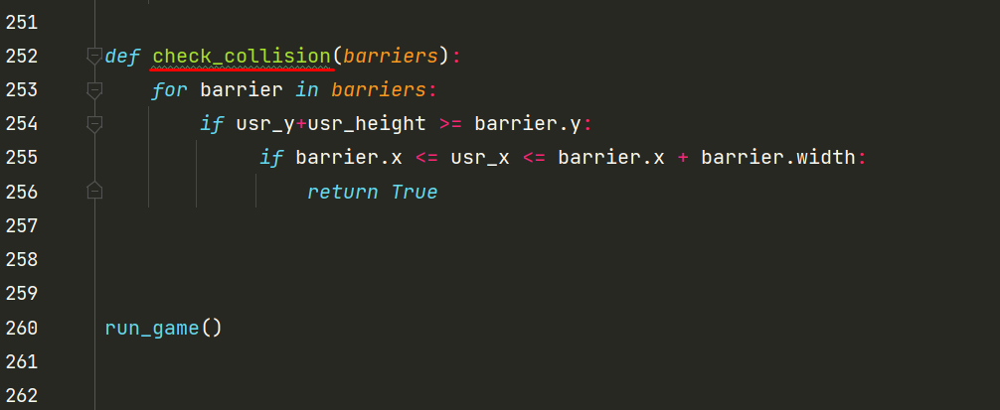 251
252 def check_collision(barriers):
253     for barrier in barriers:
254         if usr_y+usr_height >= barrier.y:
255              if barrier.x <= usr_x <= barrier.x + barrier.width:
256                  return True
257
258
259
260 run_game()
261
262